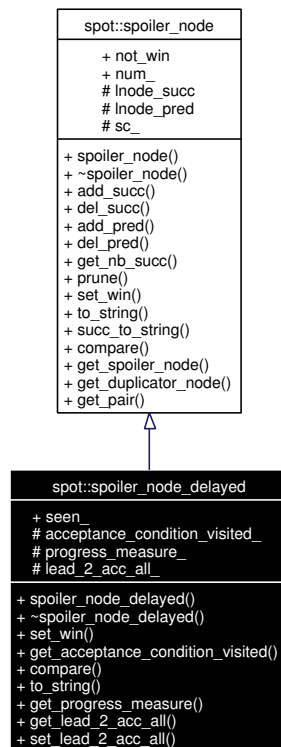 spot::spoiler_node
+ not_win
+ num_
# lnode_succ
# lnode_pred
# sc_
+ spoiler_node()
+ ~spoiler_node()
+ add_succ()
+ del_succ()
+ add_pred()
+ del_pred()
+ get_nb_succ()
+ prune()
+ set_win()
+ to_string()
+ succ_to_string()
+ compare()
+ get_spoiler_node()
+ get_duplicator_node()
+ get_pair()
spot::spoiler_node_delayed
+ seen_
# acceptance_condition_visited_
# progress_measure_
# lead_2_acc_all_
+ spoiler_node_delayed()
+ ~spoiler_node_delayed()
+ set_win()
+ get_acceptance_condition_visited()
+ compare()
+ to_string()
+ get_progress_measure()
+ get_lead_2_acc_all()
+ set_lead_2_acc_all()